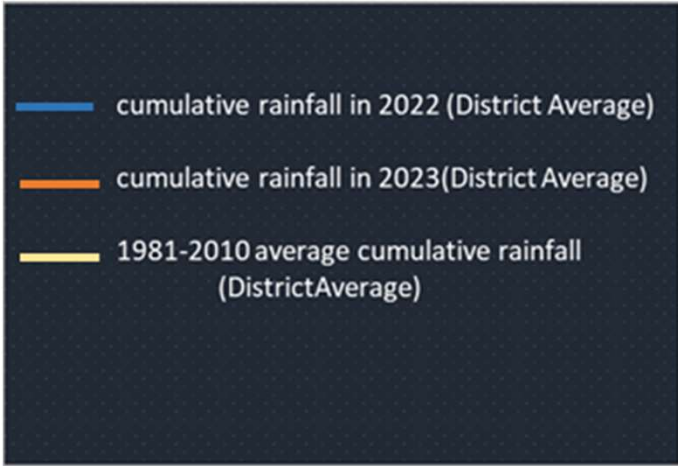 cumulative rainfall in 2022 (District Average)
cumulative rainfall in 2023(District Average)
1981-2010 average cumulative rainfall
(DistrictAverage)